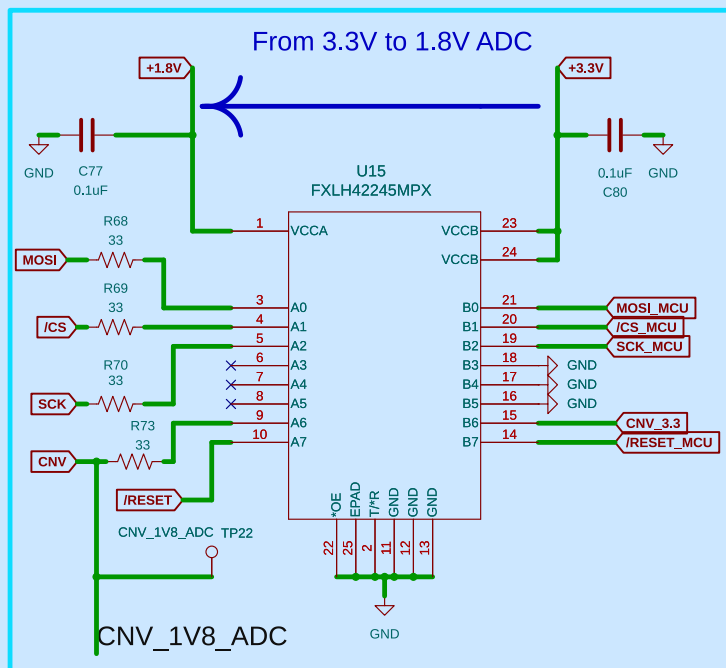 From 3.3V to 1.8V ADC
+1.8V
+3.3V
GND
C77
0.1uF
0.1uF
C80
GND
U15
FXLH42245MPX
R68
33
MOSI
R69
33
/CS
R70
33
SCK
R73
33
CNV
/RESET
1 VCCA
3 A0
4 A1
5 A2
6 A3
7 A4
8 A5
9 A6
10 A7
VCCB 23
VCCB 24
B0 21 MOSI_MCU
B1 20 /CS_MCU
B2 19 SCK_MCU
B3 18 GND
B4 17 GND
B5 16 GND
B6 15 CNV_3.3
B7 14 /RESET_MCU
*OE
EPAD
T/*R
GND
GND
GND
22
25
2
11
12
13
GND
CNV_1V8_ADC TP22
CNV_1V8_ADC